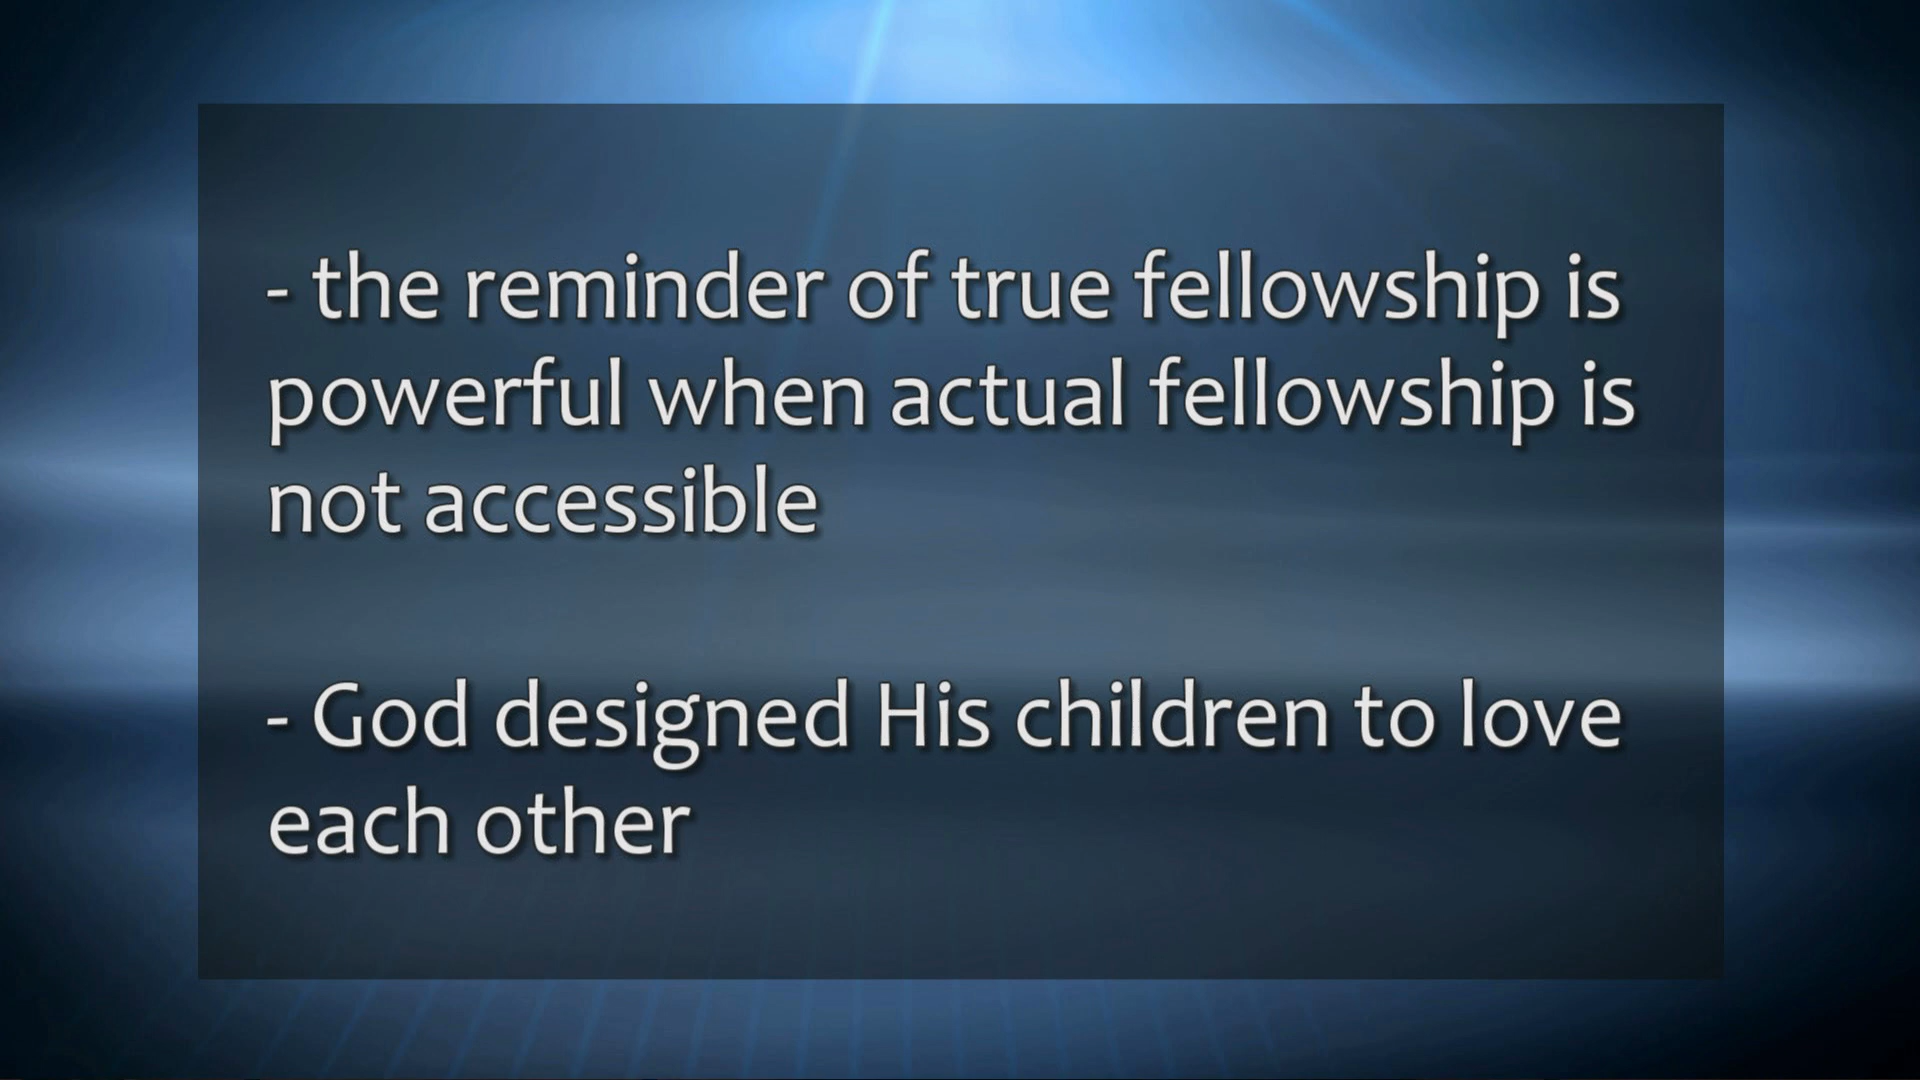 - the reminder of true fellowship is
powerful when actual fellowship is
not accessible
- God designed His children to love
each other